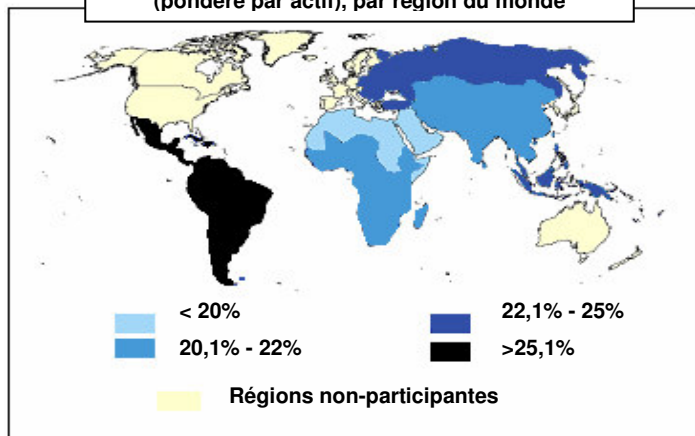 (pondéré par actif), par région du monde
< 20%
22,1% - 25%
20,1% - 22%
>25,1%
Régions non-participantes